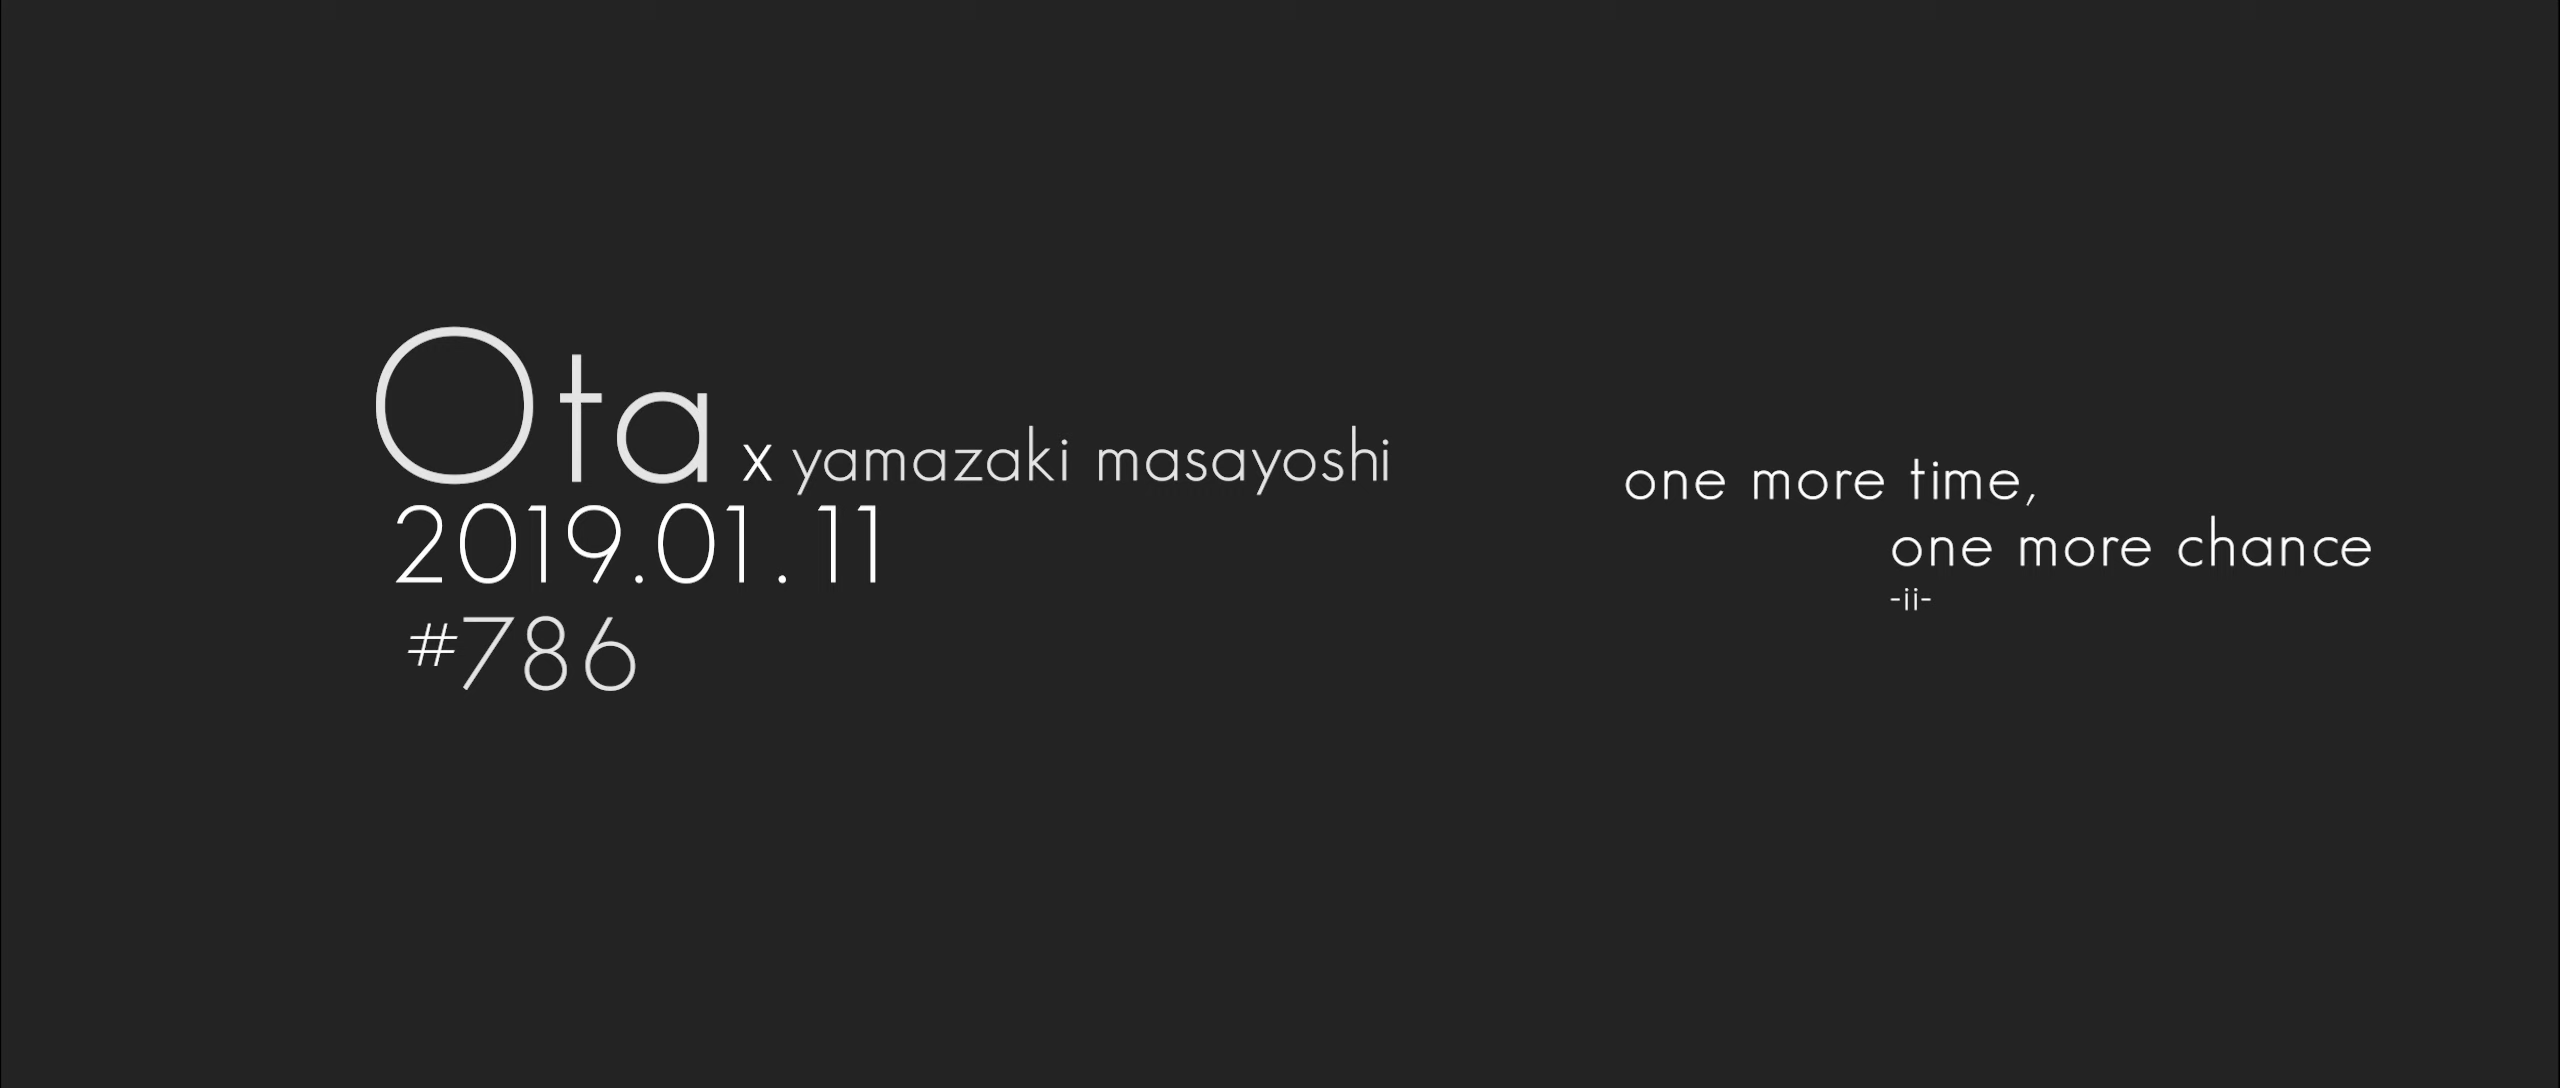 Ota x yamazaki masayoshi
2019.01.11
#786
one more time,
one more chance
-ii-